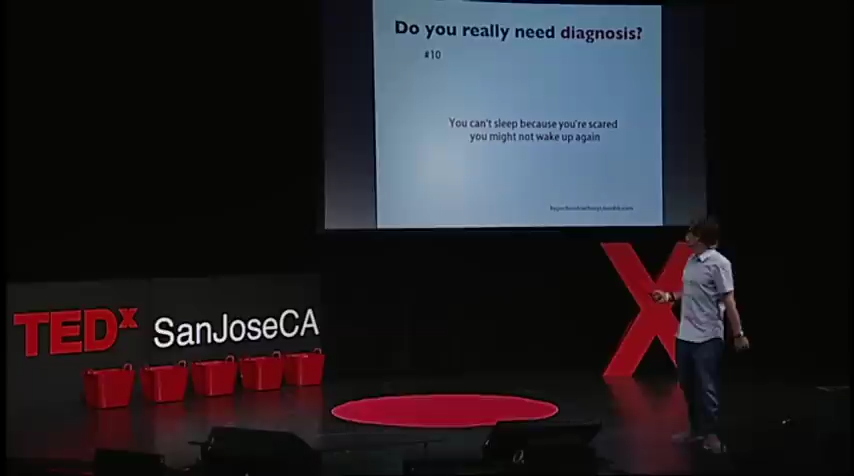 Do you really need diagnosis?
#10
You can't sleep because you're scared
you might not wake up again
TEDx
SanJoseCA
X